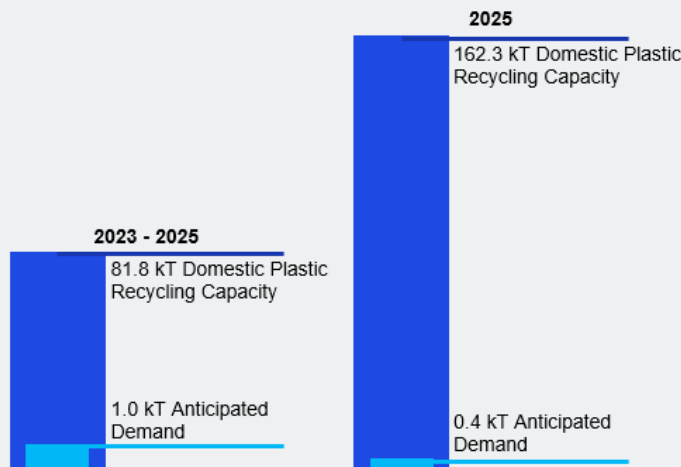 2025
162.3 kT Domestic Plastic
Recycling Capacity
2023 - 2025
81.8 kT Domestic Plastic
Recycling Capacity
1.0 kT Anticipated
Demand
0.4 kT Anticipated
Demand